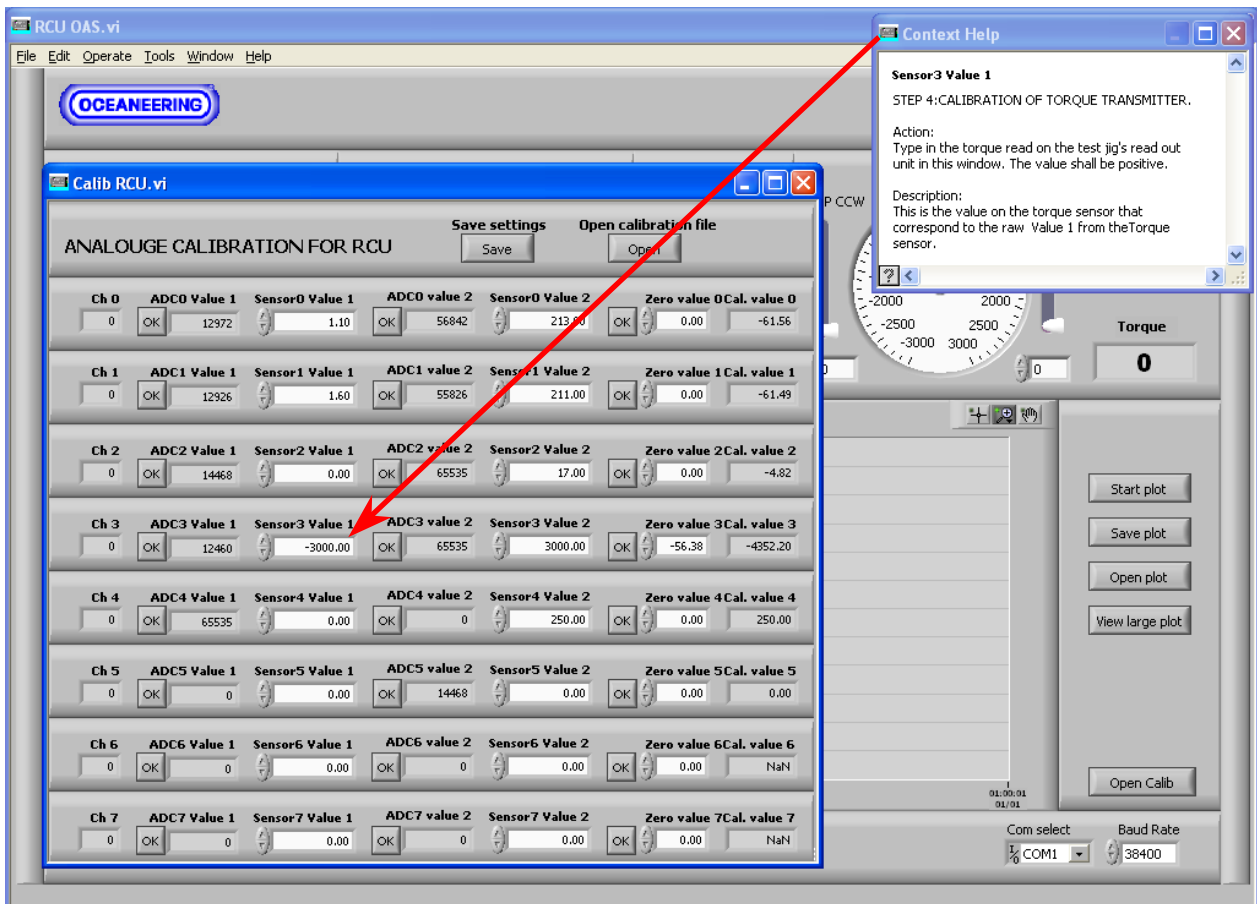 RCU OAS.vi
File Edit Operate Tools Window Help
OCEANEERING
Context Help
Sensor3 Value 1
STEP 4:CALIBRATION OF TORQUE TRANSMITTER.
Action:
Type in the torque read on the test jig's read out
unit in this window. The value shall be positive.
Description:
This is the value on the torque sensor that
correspond to the raw Value 1 from theTorque
sensor.
?
Calib RCU.vi
ANALOUGE CALIBRATION FOR RCU
Save settings Open calibration file
Save Open
Ch 0 ADC0 Value 1 Sensor0 Value 1 ADC0 value 2 Sensor0 Value 2 Zero value 0 Cal. value 0
0 OK 12972 1.10 OK 56842 213.00 OK 0.00 -61.56
Ch 1 ADC1 Value 1 Sensor1 Value 1 ADC1 value 2 Sensor1 Value 2 Zero value 1 Cal. value 1
0 OK 12926 1.60 OK 55826 211.00 OK 0.00 -61.49
Ch 2 ADC2 Value 1 Sensor2 Value 1 ADC2 value 2 Sensor2 Value 2 Zero value 2 Cal. value 2
0 OK 14468 0.00 OK 65535 17.00 OK 0.00 -4.82
Ch 3 ADC3 Value 1 Sensor3 Value 1 ADC3 value 2 Sensor3 Value 2 Zero value 3 Cal. value 3
0 OK 12460 -3000.00 OK 65535 3000.00 OK -56.38 -4352.20
Ch 4 ADC4 Value 1 Sensor4 Value 1 ADC4 value 2 Sensor4 Value 2 Zero value 4 Cal. value 4
0 OK 65535 0.00 OK 0 250.00 OK 0.00 250.00
Ch 5 ADC5 Value 1 Sensor5 Value 1 ADC5 value 2 Sensor5 Value 2 Zero value 5 Cal. value 5
0 OK 0 0.00 OK 14468 0.00 OK 0.00 0.00
Ch 6 ADC6 Value 1 Sensor6 Value 1 ADC6 value 2 Sensor6 Value 2 Zero value 6 Cal. value 6
0 OK 0 0.00 OK 0 0.00 OK 0.00 NaN
Ch 7 ADC7 Value 1 Sensor7 Value 1 ADC7 value 2 Sensor7 Value 2 Zero value 7 Cal. value 7
0 OK 0 0.00 OK 0 0.00 OK 0.00 NaN
P CCW
-2000 2000
-2500 2500
-3000 3000
0
Torque
0
Start plot
Save plot
Open plot
View large plot
01:00:01
01/01
Open Calib
Com select Baud Rate
I/O COM1 38400